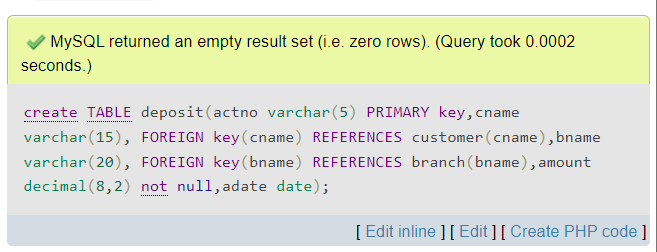 MySQL returned an empty result set (i.e. zero rows). (Query took 0.0002
seconds.)
create TABLE deposit(actno varchar(5) PRIMARY key,cname
varchar(15), FOREIGN key(cname) REFERENCES customer(cname),bname
varchar(20), FOREIGN key(bname) REFERENCES branch(bname),amount
decimal(8,2) not null,adate date);
[ Edit inline ] [ Edit ] [ Create PHP code ]